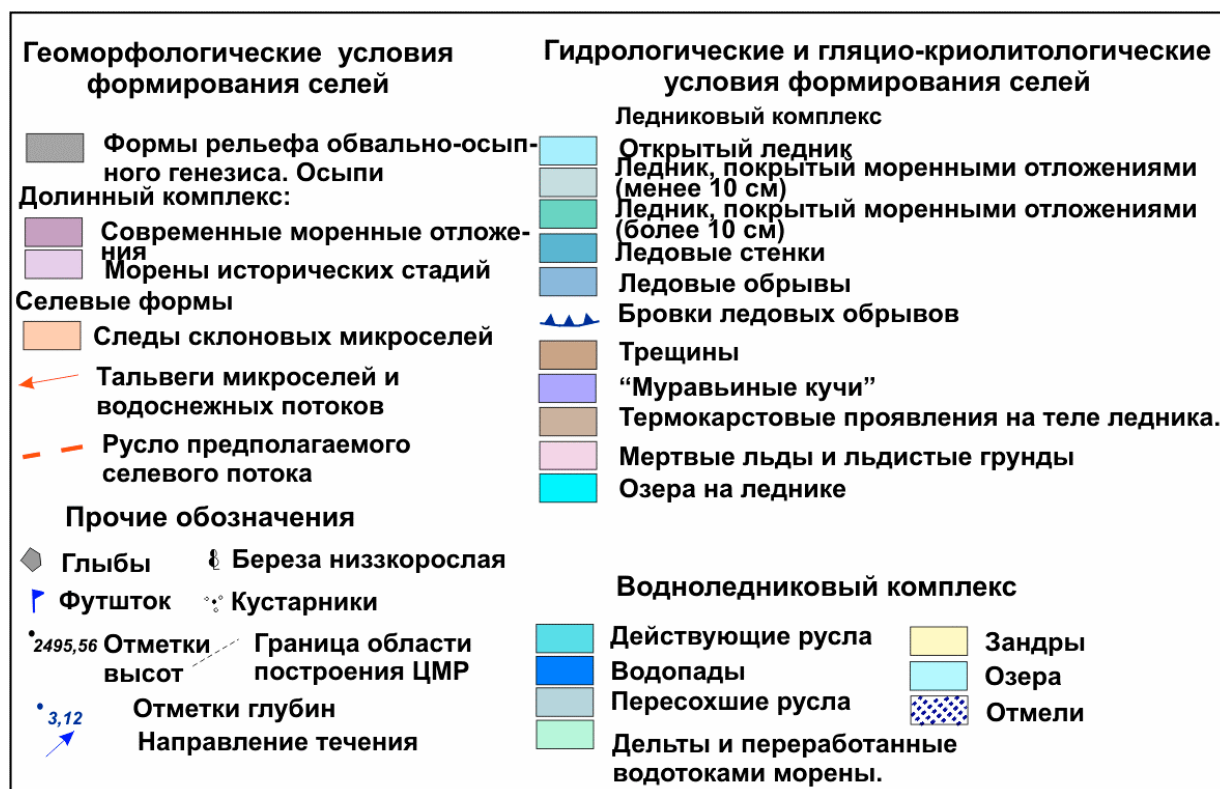 Геоморфологические условия
формирования селей
Формы рельефа обвально-осып-
ного генезиса. Осыпи
Долинный комплекс:
Современные моренные отложе-
ния
Морены исторических стадий
Селевые формы
Следы склоновых микроселей
Тальвеги микроселей и
водоснежных потоков
Русло предполагаемого
селевого потока
Прочие обозначения
Глыбы
Береза низзкорослая
Футшток
Кустарники
2495,56 Отметки
высот
Граница области
построения ЦМР
3,12
Отметки глубин
Направление течения
Гидрологические и гляцио-криолитологические
условия формирования селей
Ледниковый комплекс
Открытый ледник
Ледник, покрытый моренными отложениями
(менее 10 см)
Ледник, покрытый моренными отложениями
(более 10 см)
Ледовые стенки
Ледовые обрывы
Бровки ледовых обрывов
Трещины
“Муравьиные кучи”
Термокарстовые проявления на теле ледника.
Мертвые льды и льдистые грунды
Озера на леднике
Водноледниковый комплекс
Действующие русла
Водопады
Пересохшие русла
Дельты и переработанные
водотоками морены.
Зандры
Озера
Отмели